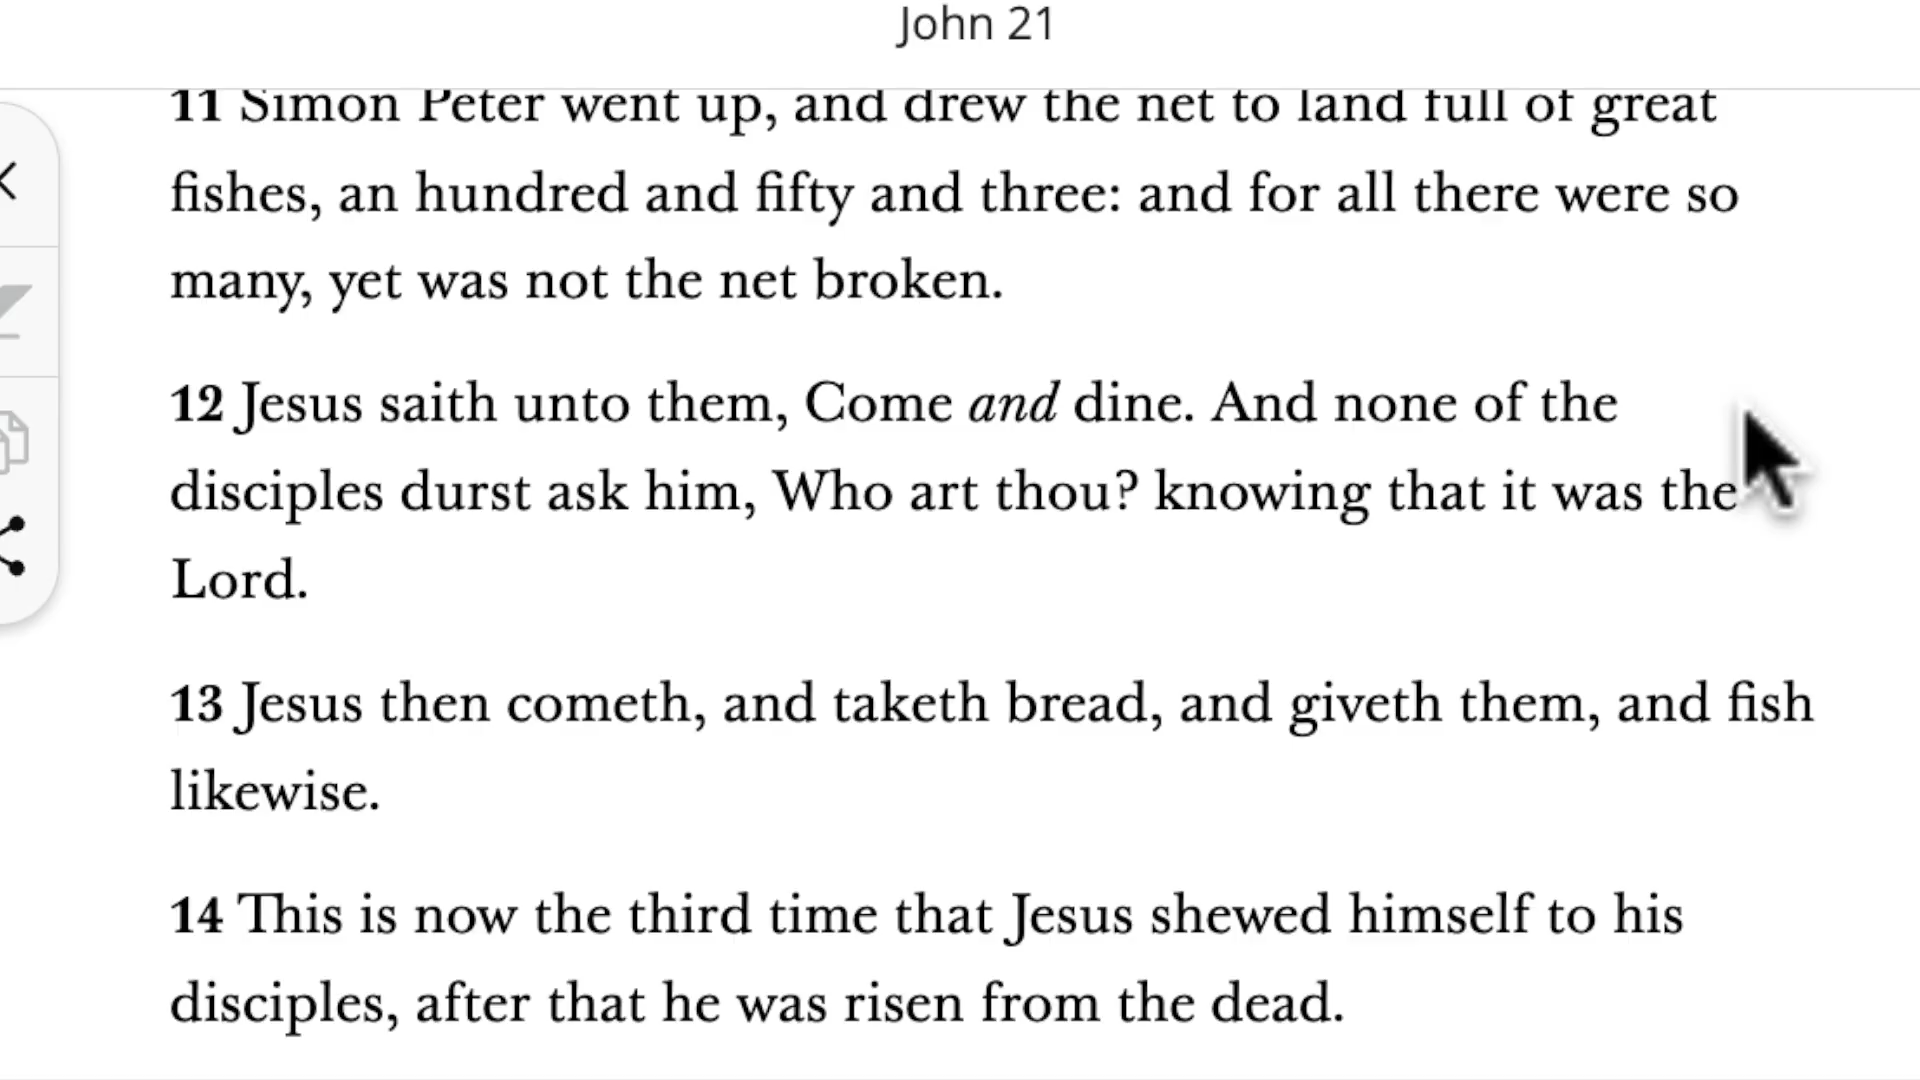 John 21
11 Simon Peter went up, and drew the net to land full of great
fishes, an hundred and fifty and three: and for all there were so
many, yet was not the net broken.
12 Jesus saith unto them, Come and dine. And none of the
disciples durst ask him, Who art thou? knowing that it was the
Lord.
13 Jesus then cometh, and taketh bread, and giveth them, and fish
likewise.
14 This is now the third time that Jesus shewed himself to his
disciples, after that he was risen from the dead.